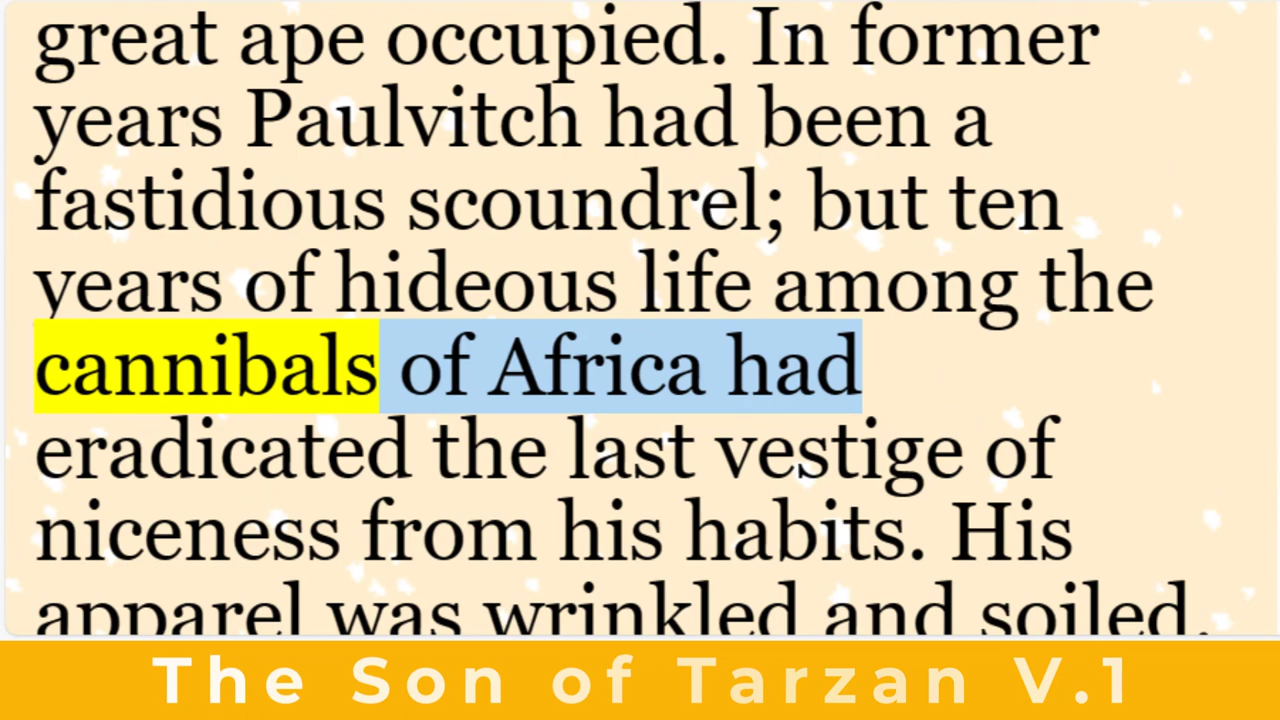 great ape occupied. In former
years Paulvitch had been a
fastidious scoundrel; but ten
years of hideous life among the
cannibals of Africa had
eradicated the last vestige of
niceness from his habits. His
apparel was wrinkled and soiled.
The Son of Tarzan V.1